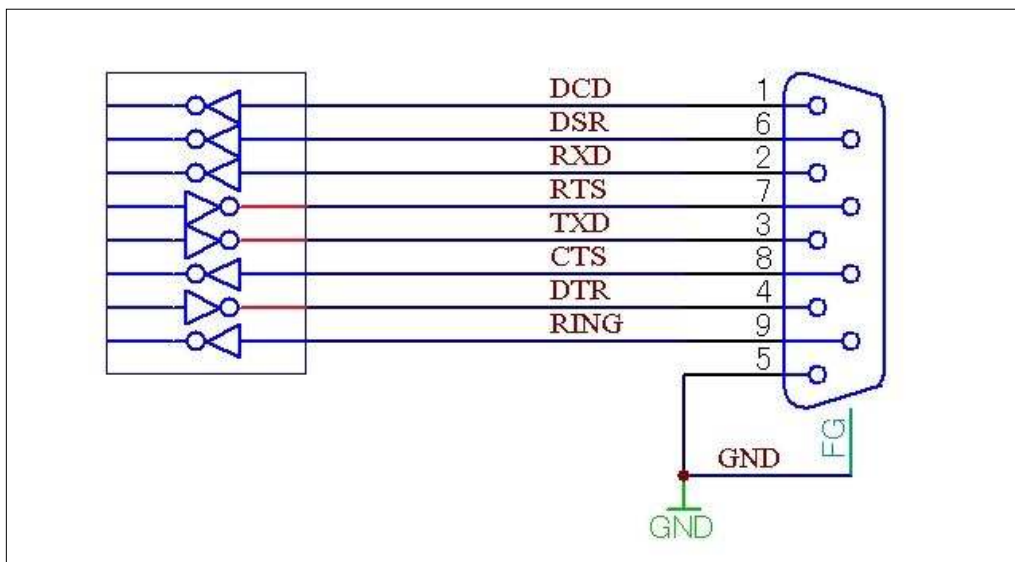 DCD 1
DSR 6
RXD 2
RTS 7
TXD 3
CTS 8
DTR 4
RING 9
5
FG
GND
GND